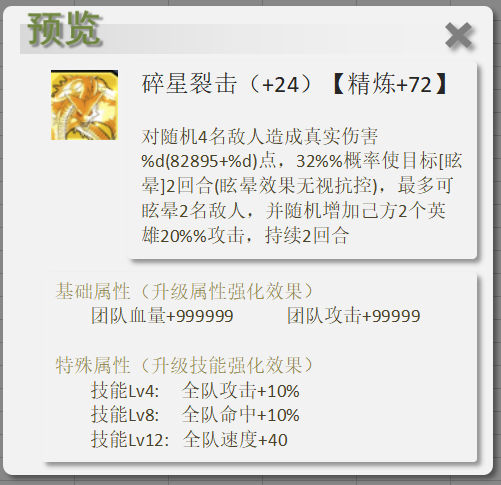 预览
碎星裂击（+24）【精炼+72】
对随机4名敌人造成真实伤害
%d(82895+%d)点，32%%概率使目标[眩
晕]2回合(眩晕效果无视抗控)，最多可
眩晕2名敌人，并随机增加己方2个英
雄20%%攻击，持续2回合
基础属性（升级属性强化效果）
团队血量+999999 团队攻击+99999
特殊属性（升级技能强化效果）
技能Lv4: 全队攻击+10%
技能Lv8: 全队命中+10%
技能Lv12: 全队速度+40